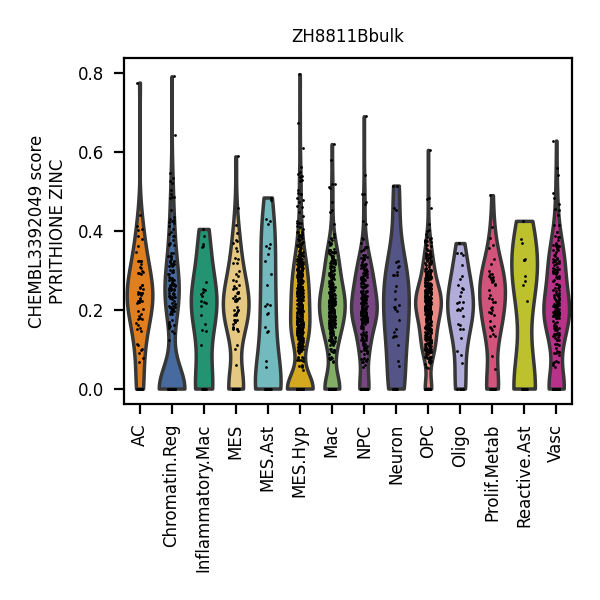 ZH8811Bbulk
CHEMBL3392049 score
PYRITHIONE ZINC
0.8
0.6
0.4
0.2
0.0
AC
Chromatin.Reg
Inflammatory.Mac
MES
MES.Ast
MES.Hyp
Mac
NPC
Neuron
OPC
Oligo
Prolif.Metab
Reactive.Ast
Vasc